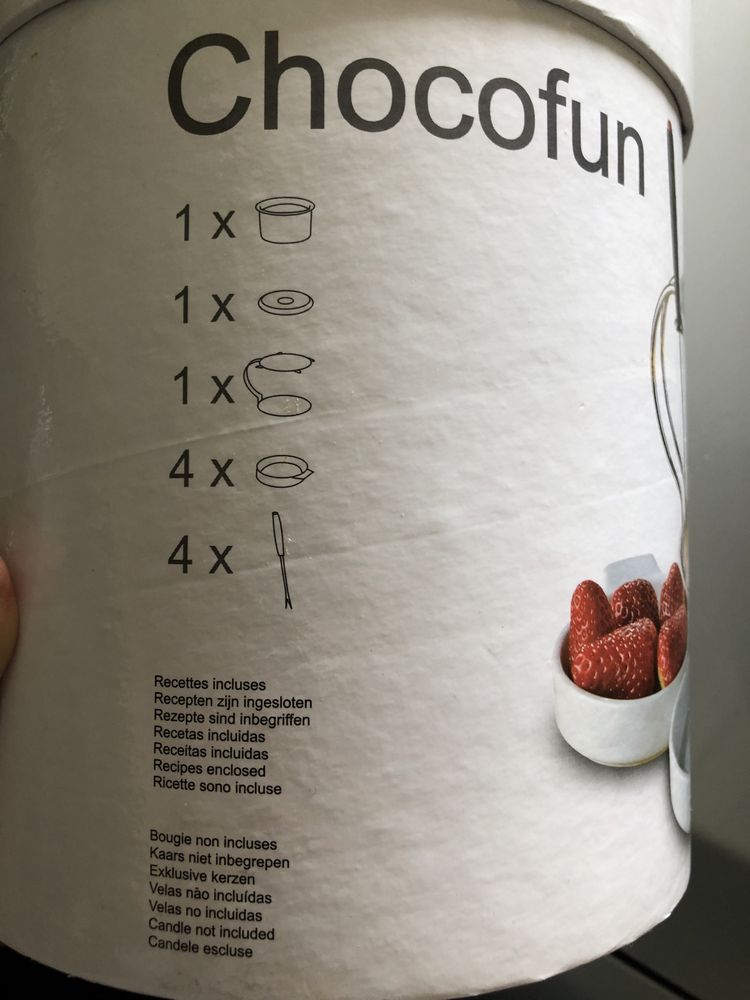 Chocofun
1 x
1 x
1 x
4 x
4 x
Recettes incluses
Recepten zijn ingesloten
Rezepte sind inbegriffen
Recetas incluidas
Receitas incluidas
Recipes enclosed
Ricette sono incluse
Bougie non incluses
Kaars niet inbegrepen
Exklusive kerzen
Velas não incluídas
Velas no incluidas
Candle not included
Candele escluse